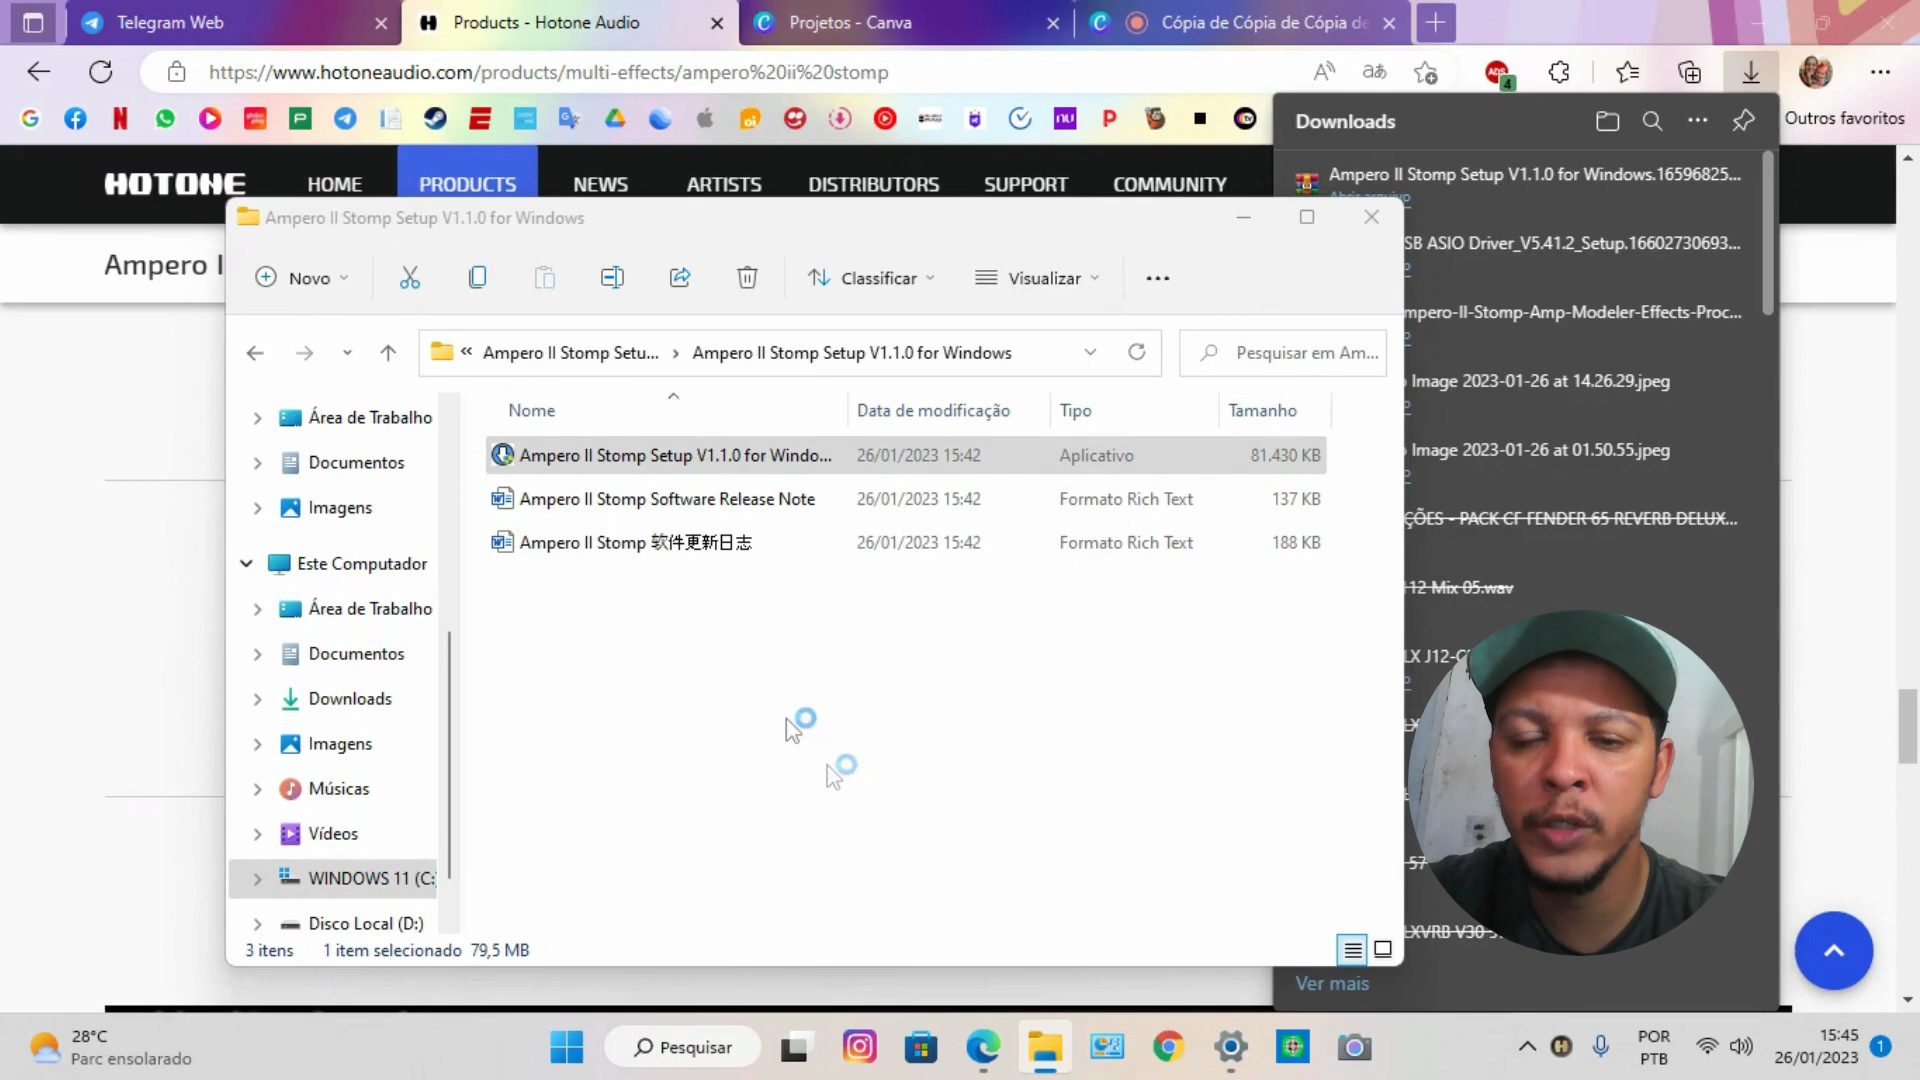 Telegram Web
Products - Hotone Audio
Projetos - Canva
Cópia de Cópia de Cópia de
https://www.hotoneaudio.com/products/multi-effects/ampero%20ii%20stomp
Outros favoritos
HOTONE
HOME
PRODUCTS
NEWS
ARTISTS
DISTRIBUTORS
SUPPORT
COMMUNITY
Downloads
Ampero II Stomp Setup V1.1.0 for Windows.16596825...
Abrir arquivo
SB ASIO Driver_V5.41.2_Setup.16602730693...
mpero-II-Stomp-Amp-Modeler-Effects-Proc...
Image 2023-01-26 at 14.26.29.jpeg
Image 2023-01-26 at 01.50.55.jpeg
ÇÕES - PACK CF FENDER 65 REVERB DELUX...
J12 Mix 05.wav
LX J12-C
LX
57
LXVRB V30-5
Ver mais
Ampero I
Ampero II Stomp Setup V1.1.0 for Windows
Novo
Classificar
Visualizar
Ampero II Stomp Setu... › Ampero II Stomp Setup V1.1.0 for Windows
Pesquisar em Am...
Nome
Data de modificação
Tipo
Tamanho
Ampero II Stomp Setup V1.1.0 for Windo... 26/01/2023 15:42 Aplicativo 81.430 KB
Ampero II Stomp Software Release Note 26/01/2023 15:42 Formato Rich Text 137 KB
Ampero II Stomp 软件更新日志 26/01/2023 15:42 Formato Rich Text 188 KB
Área de Trabalho
Documentos
Imagens
Este Computador
Área de Trabalho
Documentos
Downloads
Imagens
Músicas
Vídeos
WINDOWS 11 (C:)
Disco Local (D:)
3 itens
1 item selecionado 79,5 MB
28°C
Parc ensolarado
Pesquisar
POR
PTB
15:45
26/01/2023
1